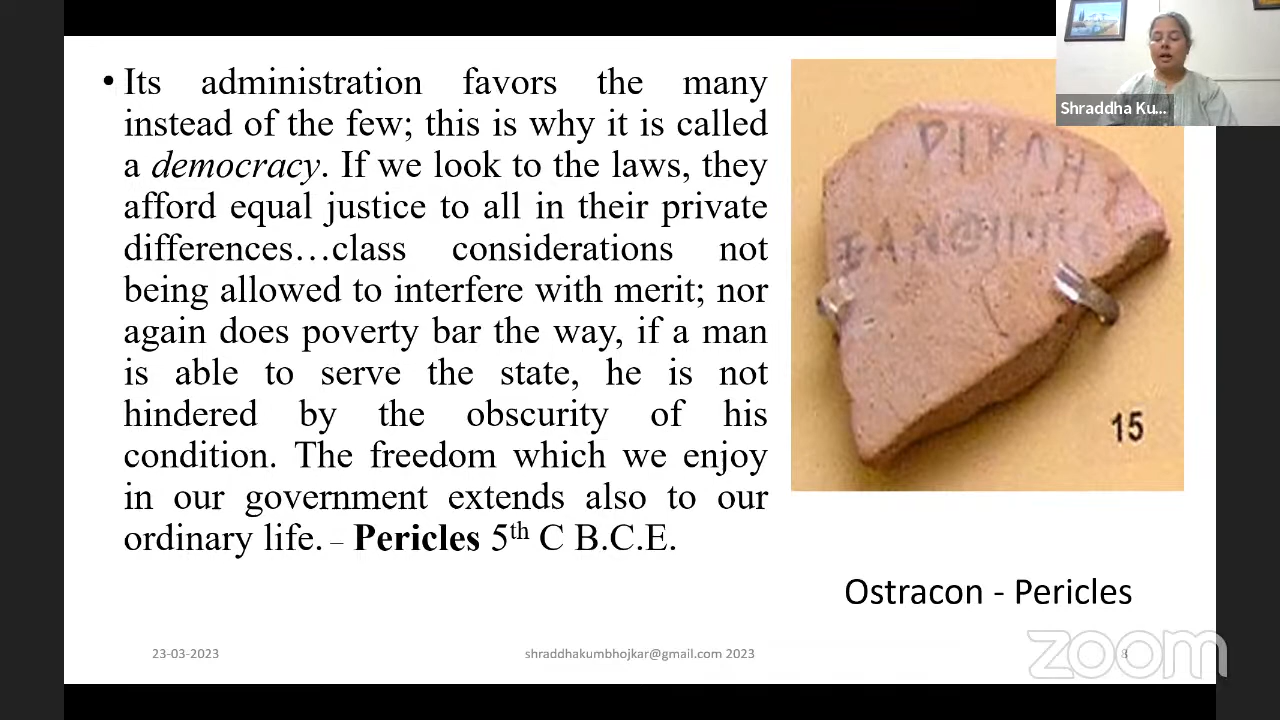 • Its administration favors the many
instead of the few; this is why it is called
a democracy. If we look to the laws, they
afford equal justice to all in their private
differences…class considerations not
being allowed to interfere with merit; nor
again does poverty bar the way, if a man
is able to serve the state, he is not
hindered by the obscurity of his
condition. The freedom which we enjoy
in our government extends also to our
ordinary life. – Pericles 5th C B.C.E.
Shraddha Ku...
15
Ostracon - Pericles
23-03-2023
shraddhakumbhojkar@gmail.com 2023
8
zoom